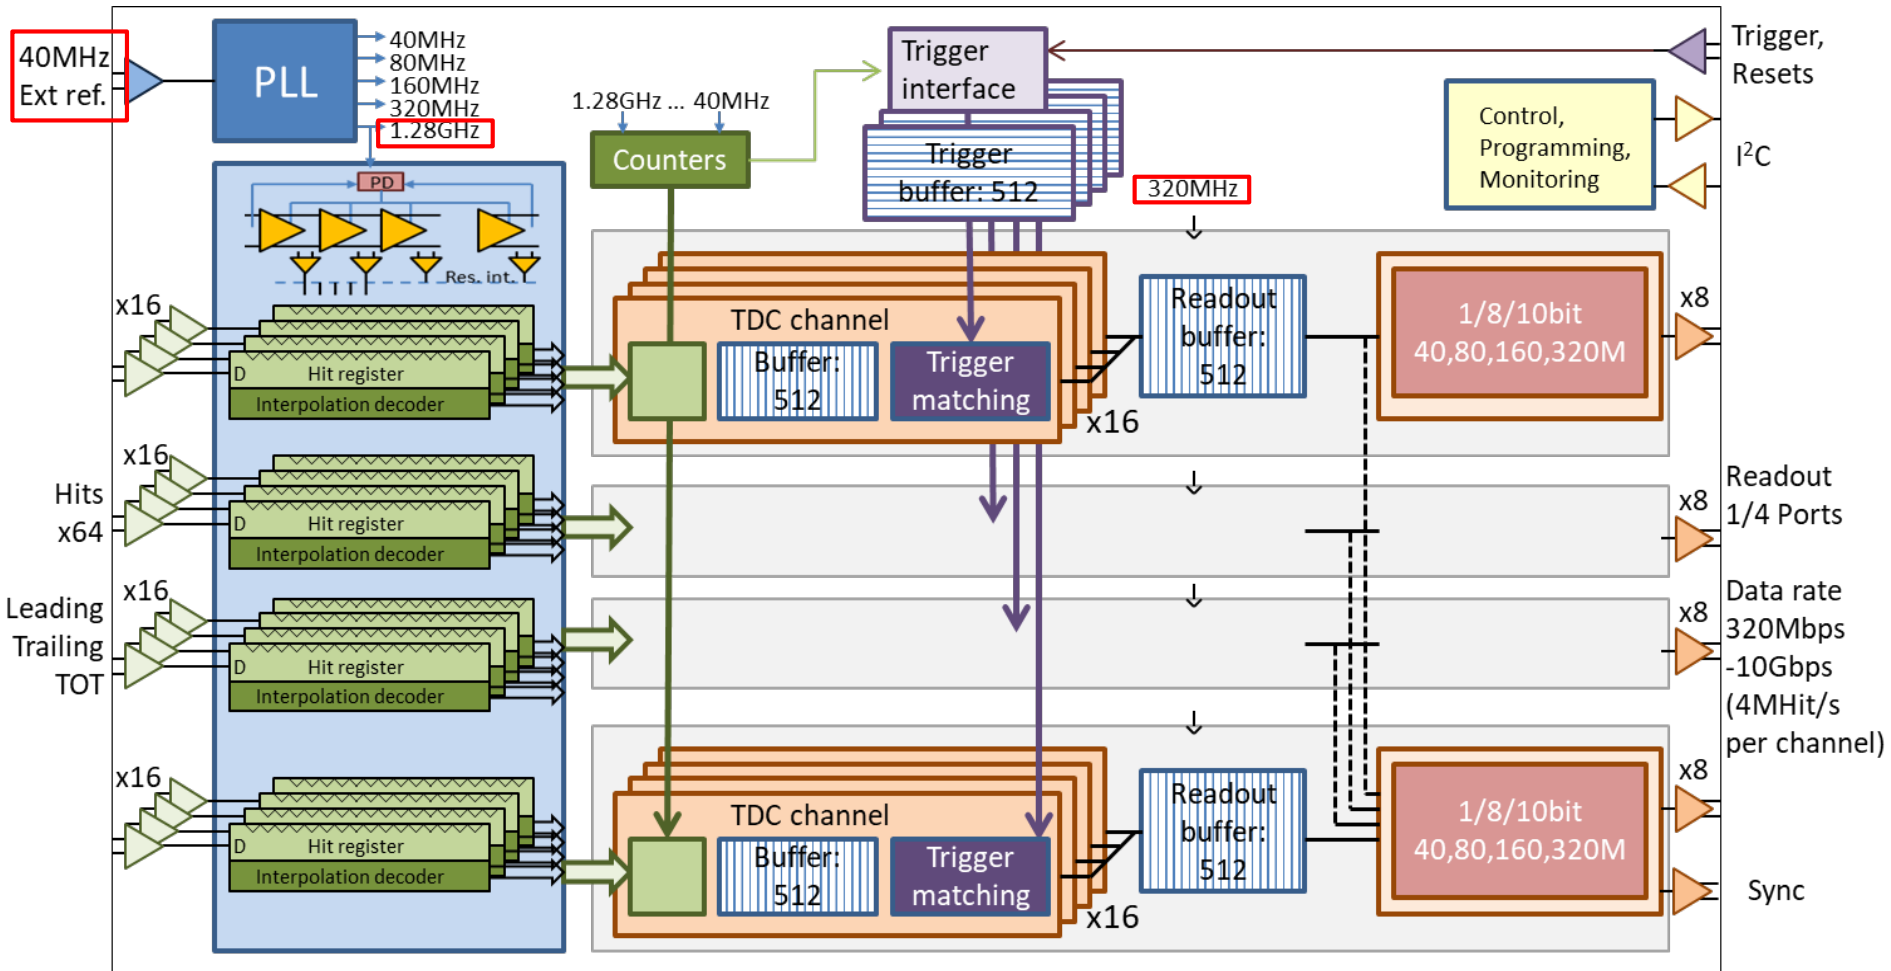 40MHz
Ext ref.
PLL
40MHz
80MHz
160MHz
320MHz
1.28GHz
1.28GHz ... 40MHz
Counters
Trigger
interface
Trigger
buffer: 512
320MHz
Trigger,
Resets
Control,
Programming,
Monitoring
I²C
PD
Res. int.
x16
D
Hit register
Interpolation decoder
TDC channel
Buffer:
512
Trigger
matching
x16
Readout
buffer:
512
1/8/10bit
40,80,160,320M
x8
Hits
x64
x16
D
Hit register
Interpolation decoder
x8
Readout
1/4 Ports
Leading
Trailing
TOT
x16
D
Hit register
Interpolation decoder
x8
Data rate
320Mbps
-10Gbps
(4MHit/s
per channel)
x16
D
Hit register
Interpolation decoder
TDC channel
Buffer:
512
Trigger
matching
x16
Readout
buffer:
512
1/8/10bit
40,80,160,320M
x8
Sync